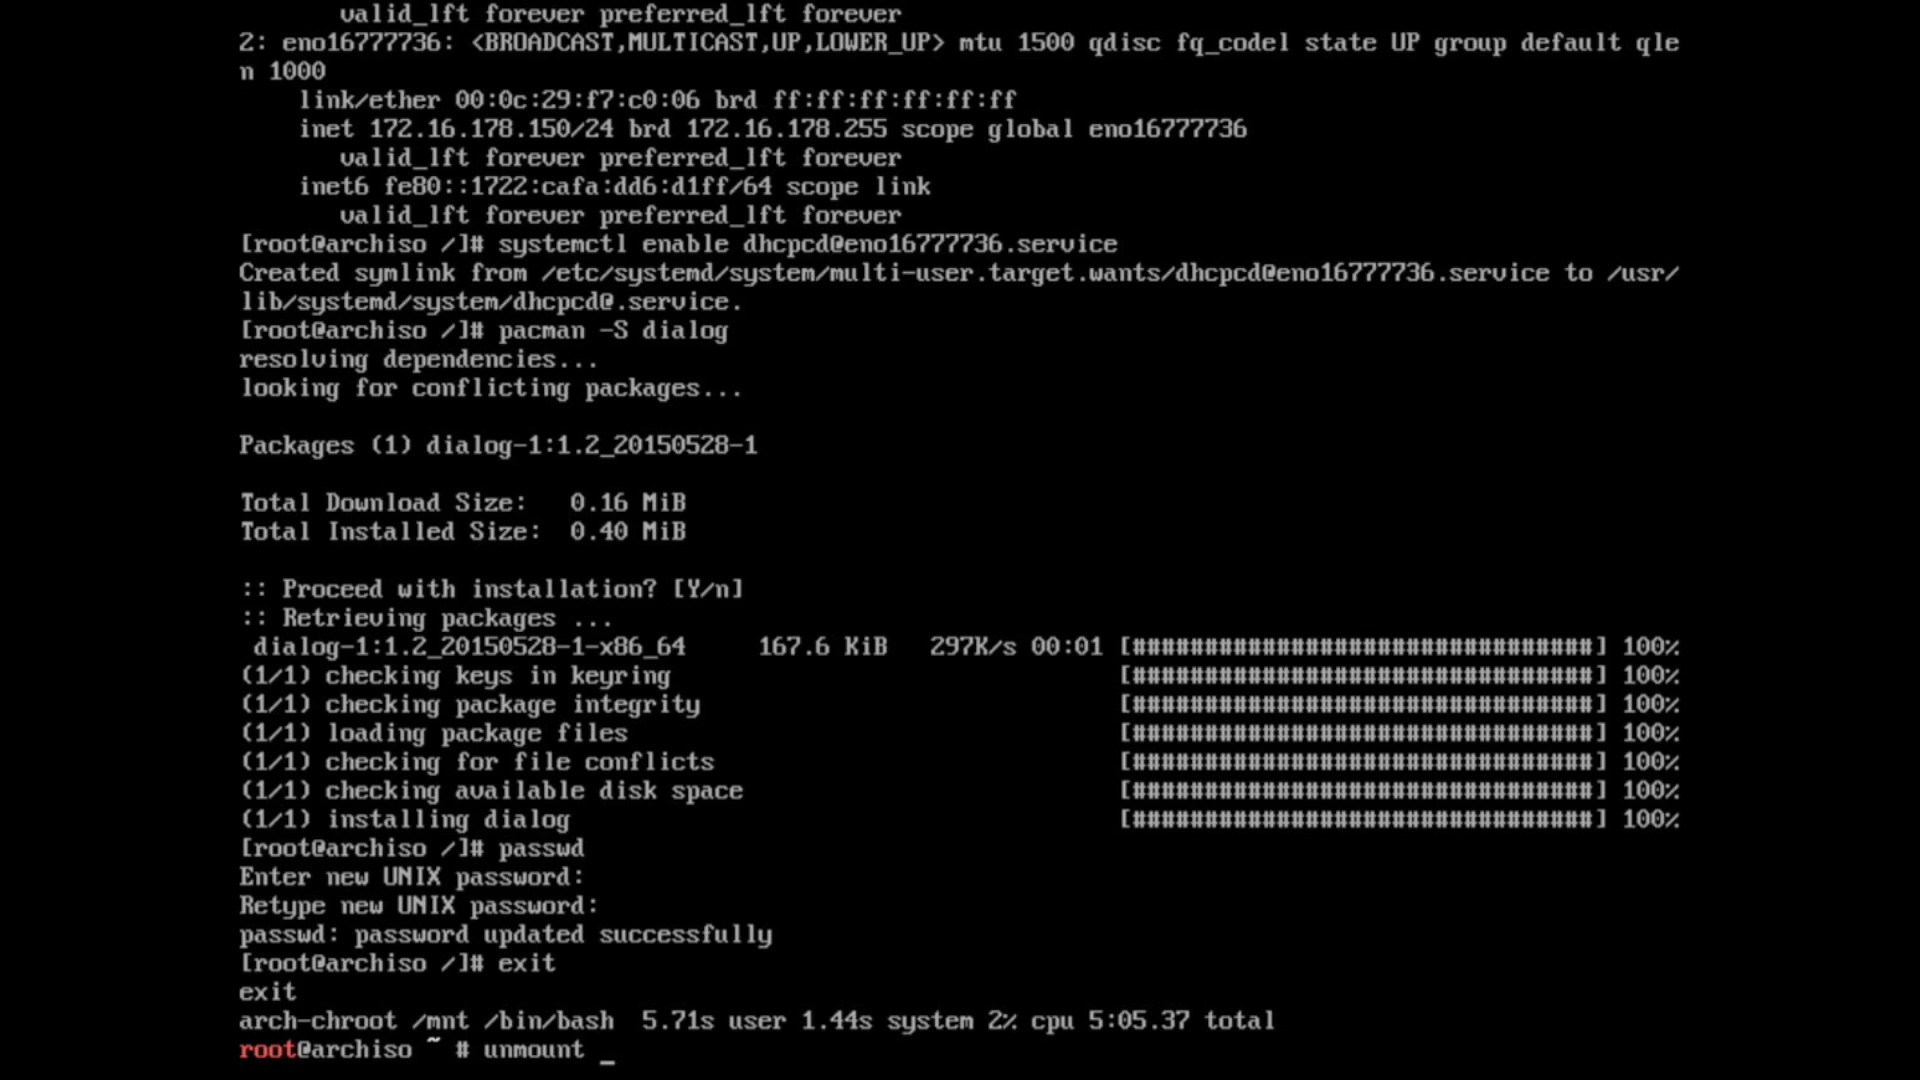 valid_lft forever preferred_lft forever
2: eno16777736: <BROADCAST,MULTICAST,UP,LOWER_UP> mtu 1500 qdisc fq_codel state UP group default qle
n 1000
link/ether 00:0c:29:f7:c0:06 brd ff:ff:ff:ff:ff:ff
inet 172.16.178.150/24 brd 172.16.178.255 scope global eno16777736
valid_lft forever preferred_lft forever
inet6 fe80::1722:cafa:dd6:d1ff/64 scope link
valid_lft forever preferred_lft forever
[root@archiso /]# systemctl enable dhcpcd@eno16777736.service
Created symlink from /etc/systemd/system/multi-user.target.wants/dhcpcd@eno16777736.service to /usr/
lib/systemd/system/dhcpcd@.service.
[root@archiso /]# pacman -S dialog
resolving dependencies...
looking for conflicting packages...
Packages (1) dialog-1:1.2_20150528-1
Total Download Size:   0.16 MiB
Total Installed Size:  0.40 MiB
:: Proceed with installation? [Y/n]
:: Retrieving packages ...
dialog-1:1.2_20150528-1-x86_64     167.6 KiB   297K/s 00:01 [################################] 100%
(1/1) checking keys in keyring                               [################################] 100%
(1/1) checking package integrity                             [################################] 100%
(1/1) loading package files                                  [################################] 100%
(1/1) checking for file conflicts                            [################################] 100%
(1/1) checking available disk space                          [################################] 100%
(1/1) installing dialog                                      [################################] 100%
[root@archiso /]# passwd
Enter new UNIX password:
Retype new UNIX password:
passwd: password updated successfully
[root@archiso /]# exit
exit
arch-chroot /mnt /bin/bash  5.71s user 1.44s system 2% cpu 5:05.37 total
root@archiso ~ # unmount _